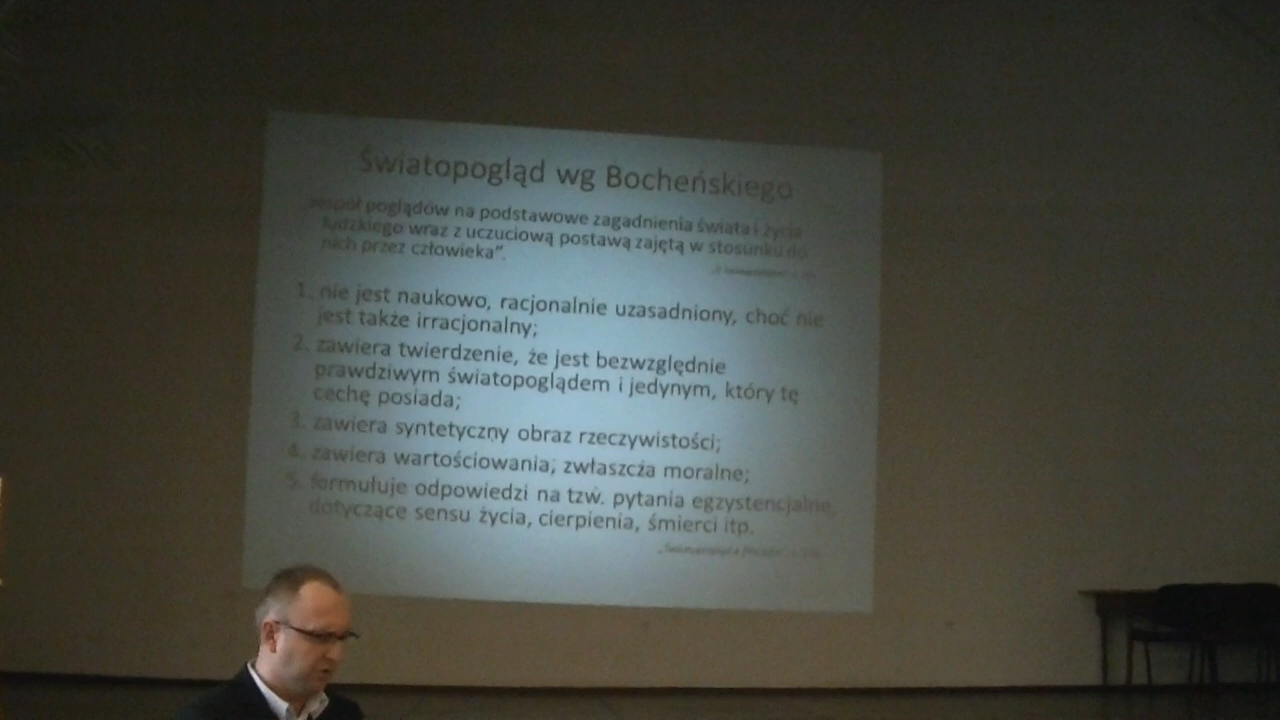 Światopogląd wg Bocheńskiego
zespół poglądów na podstawowe zagadnienia świata i życia
ludzkiego wraz z uczuciową postawą zajętą w stosunku do
nich przez człowieka”.
1. nie jest naukowo, racjonalnie uzasadniony, choć nie
jest także irracjonalny;
2. zawiera twierdzenie, że jest bezwzględnie
prawdziwym światopoglądem i jedynym, który tę
cechę posiada;
3. zawiera syntetyczny obraz rzeczywistości;
4. zawiera wartościowania, zwłaszcza moralne;
5. formułuje odpowiedzi na tzw. pytania egzystencjalne,
dotyczące sensu życia, cierpienia, śmierci itp.